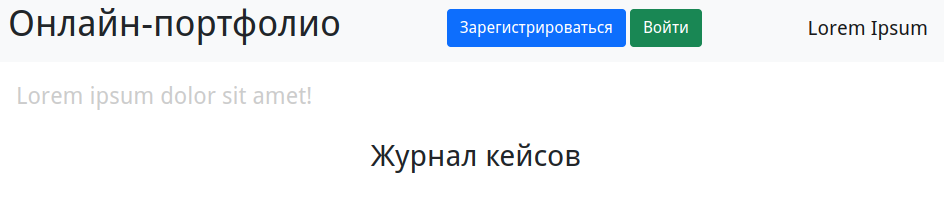 Онлайн-портфолио
Зарегистрироваться Войти
Lorem Ipsum
Lorem ipsum dolor sit amet!
Журнал кейсов